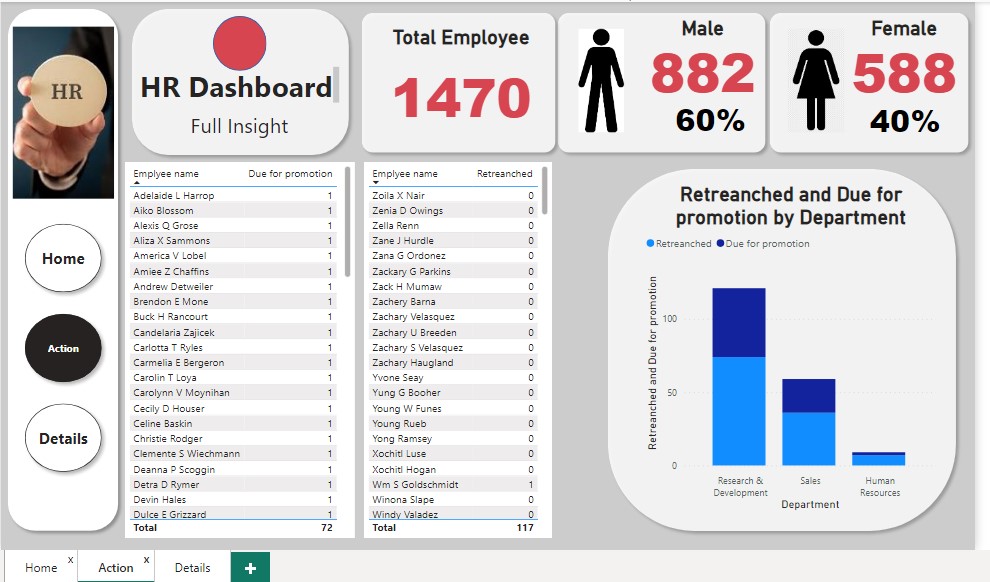 HR
HR Dashboard
Full Insight
Total Employee
1470
Male
882
60%
Female
588
40%
Home
Action
Details
Emplyee name Due for promotion
Adelaide L Harrop 1
Aiko Blossom 1
Alexis Q Grose 1
Aliza X Sammons 1
America V Lobel 1
Amiee Z Chaffins 1
Andrew Detweiler 1
Brendon E Mone 1
Buck H Rancourt 1
Candelaria Zajicek 1
Carlotta T Ryles 1
Carmelia E Bergeron 1
Carolin T Loya 1
Carolynn V Moynihan 1
Cecily D Houser 1
Celine Baskin 1
Christie Rodger 1
Clemente S Wiechmann 1
Deanna P Scoggin 1
Detra D Rymer 1
Devin Hales 1
Dulce E Grizzard 1
Total 72
Emplyee name Retreanched
Zoila X Nair 0
Zenia D Owings 0
Zella Renn 0
Zane J Hurdle 0
Zana G Ordonez 0
Zackary G Parkins 0
Zack H Mumaw 0
Zachery Barna 0
Zachary Velasquez 0
Zachary U Breeden 0
Zachary S Velasquez 0
Zachary Haugland 0
Yvone Seay 0
Yung G Booher 0
Young W Funes 0
Young Rueb 0
Yong Ramsey 0
Xochitl Luse 0
Xochitl Hogan 0
Wm S Goldschmidt 1
Winona Slape 0
Windy Valadez 0
Total 117
Retreanched and Due for
promotion by Department
Retreanched Due for promotion
Retreanched and Due for promotion
100
50
0
Research &
Development
Sales
Human
Resources
Department
Home x
Action x
Details
+